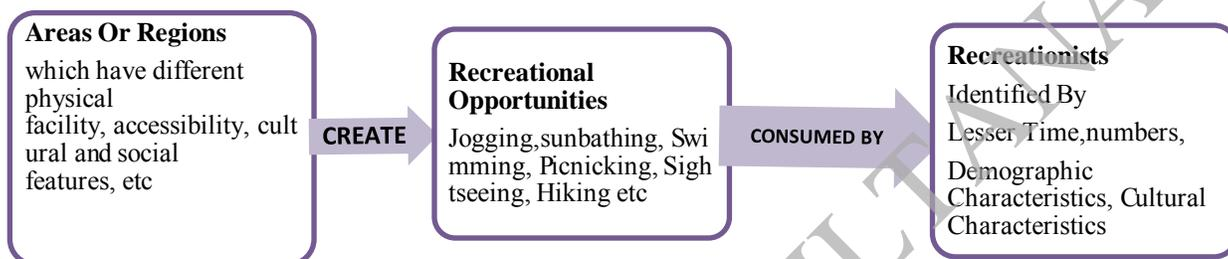 Areas Or Regions
which have different
physical
facility, accessibility, cult
ural and social
features, etc
CREATE
Recreational
Opportunities
Jogging,sunbathing, Swi
mming, Picnicking, Sigh
tseeing, Hiking etc
CONSUMED BY
Recreationists
Identified By
Lesser Time,numbers,
Demographic
Characteristics, Cultural
Characteristics